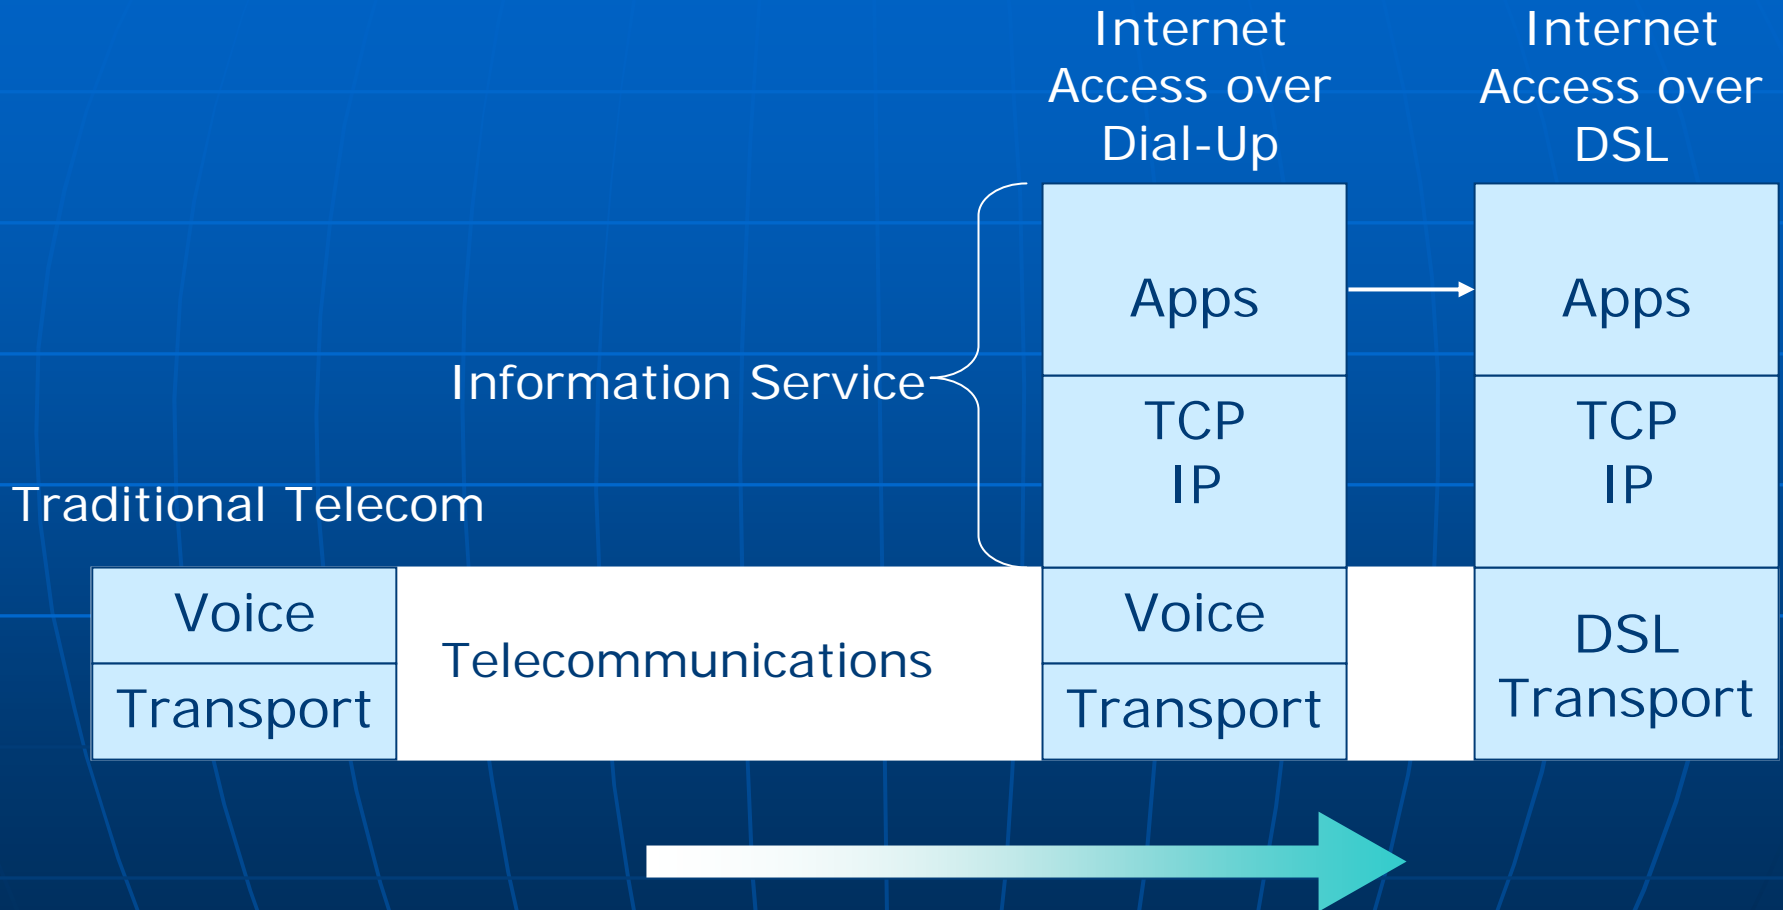 Internet
Access over
Dial-Up
Internet
Access over
DSL
Apps
Apps
Information Service
TCP
IP
TCP
IP
Traditional Telecom
Voice
Transport
Telecommunications
Voice
Transport
DSL
Transport